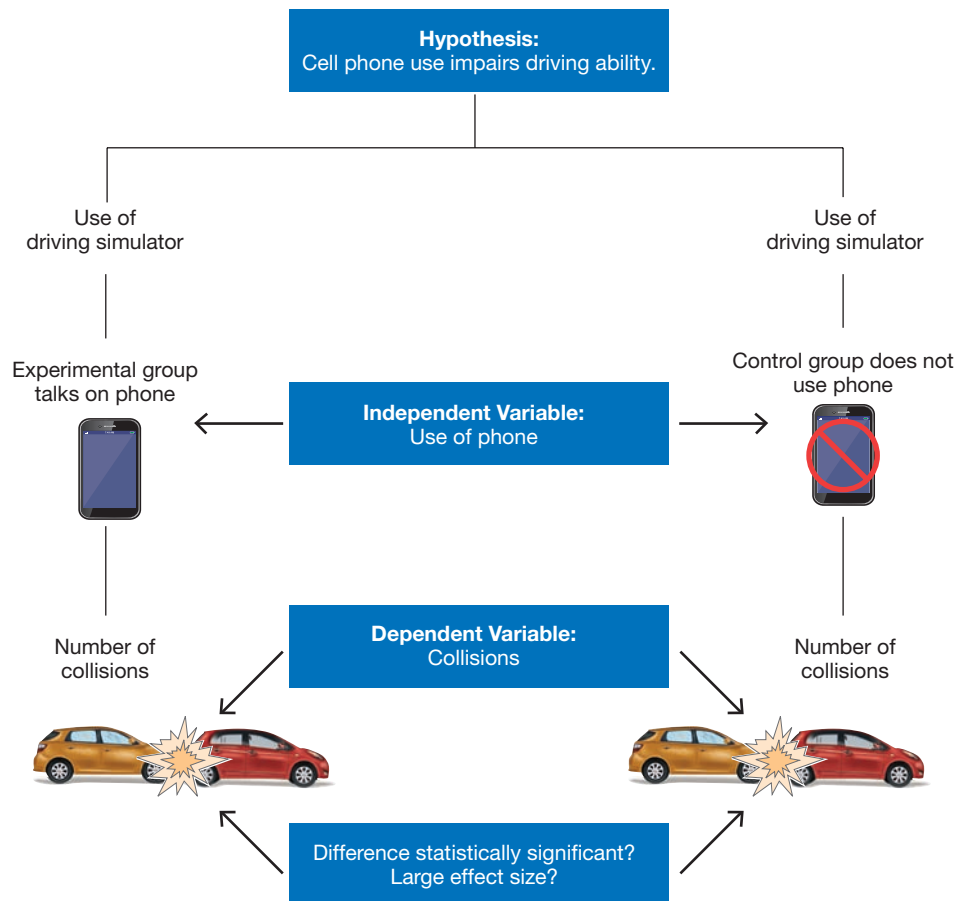 Hypothesis:
Cell phone use impairs driving ability.
Use of
driving simulator
Use of
driving simulator
Experimental group
talks on phone
Independent Variable:
Use of phone
Control group does not
use phone
Number of
collisions
Dependent Variable:
Collisions
Number of
collisions
Difference statistically significant?
Large effect size?